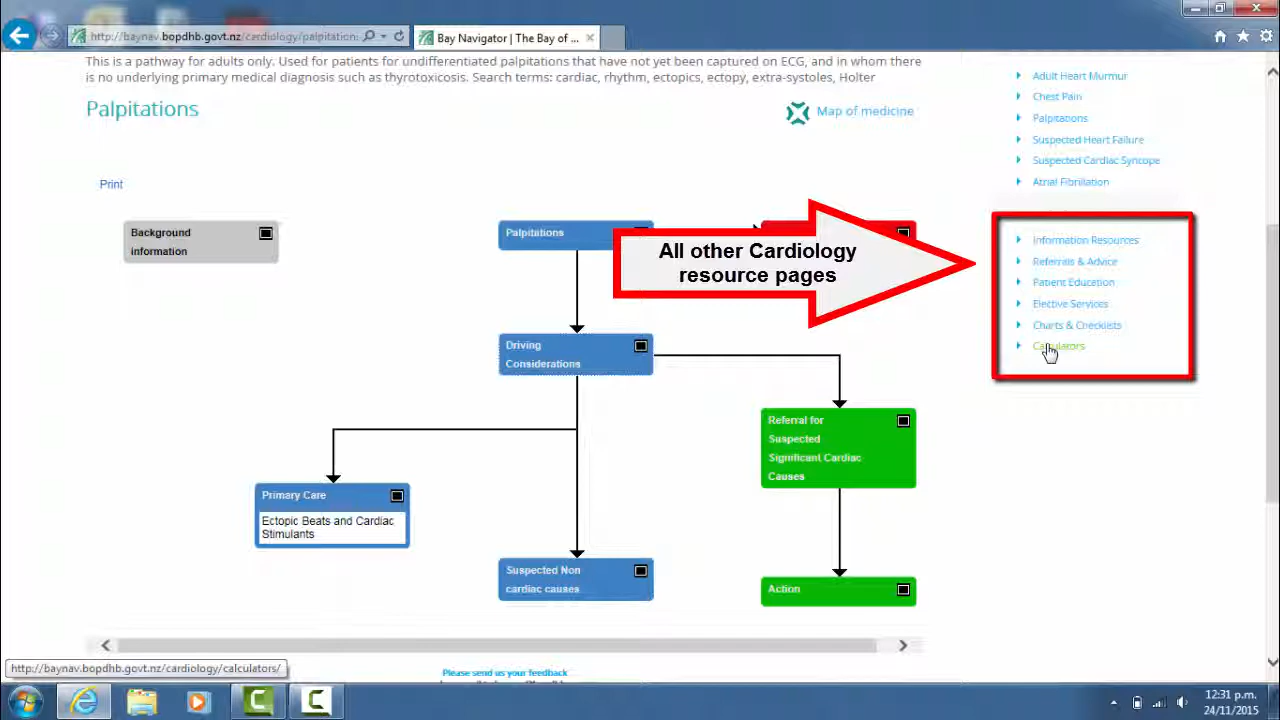 http://baynav.bopdhb.govt.nz/cardiology/palpitation:
Bay Navigator | The Bay of ...
This is a pathway for adults only. Used for patients for undifferentiated palpitations that have not yet been captured on ECG, and in whom there
is no underlying primary medical diagnosis such as thyrotoxicosis. Search terms: cardiac, rhythm, ectopics, ectopy, extra-systoles, Holter
Palpitations
Map of medicine
Print
Background
information
Palpitations
All other Cardiology
resource pages
Driving
Considerations
Referral for
Suspected
Significant Cardiac
Causes
Primary Care
Ectopic Beats and Cardiac
Stimulants
Suspected Non
cardiac causes
Action
Adult Heart Murmur
Chest Pain
Palpitations
Suspected Heart Failure
Suspected Cardiac Syncope
Atrial Fibrillation
Information Resources
Referrals & Advice
Patient Education
Elective Services
Charts & Checklists
Calculators
Please send us your feedback
http://baynav.bopdhb.govt.nz/cardiology/calculators/
12:31 p.m.
24/11/2015